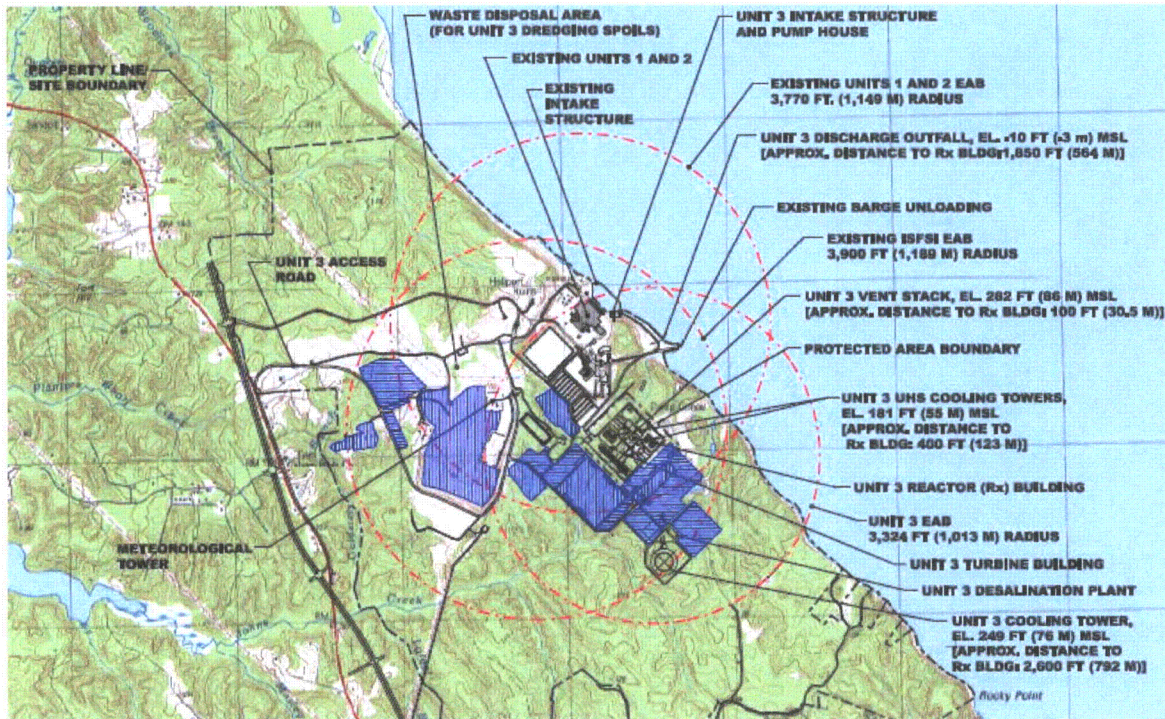 WASTE DISPOSAL AREA
(FOR UNIT 3 DREDGING SPOILS)
EXISTING UNITS 1 AND 2
EXISTING
INTAKE
STRUCTURE
PROPERTY LINE/
SITE BOUNDARY
UNIT 3 ACCESS
ROAD
METEOROLOGICAL
TOWER
UNIT 3 INTAKE STRUCTURE
AND PUMP HOUSE
EXISTING UNITS 1 AND 2 EAB
3,770 FT. (1,149 M) RADIUS
UNIT 3 DISCHARGE OUTFALL, EL. -10 FT (-3 m) MSL
[APPROX. DISTANCE TO Rx BLDG:1,850 FT (564 M)]
EXISTING BARGE UNLOADING
EXISTING ISFSI EAB
3,900 FT (1,189 M) RADIUS
UNIT 3 VENT STACK, EL. 282 FT (86 M) MSL
[APPROX. DISTANCE TO Rx BLDG: 100 FT (30.5 M)]
PROTECTED AREA BOUNDARY
UNIT 3 UHS COOLING TOWERS,
EL. 181 FT (55 M) MSL
[APPROX. DISTANCE TO
Rx BLDG: 400 FT (123 M)]
UNIT 3 REACTOR (Rx) BUILDING
UNIT 3 EAB
3,324 FT (1,013 M) RADIUS
UNIT 3 TURBINE BUILDING
UNIT 3 DESALINATION PLANT
UNIT 3 COOLING TOWER,
EL. 249 FT (76 M) MSL
[APPROX. DISTANCE TO
Rx BLDG: 2,600 FT (792 M)]
Creek
Johns
Rocky Point